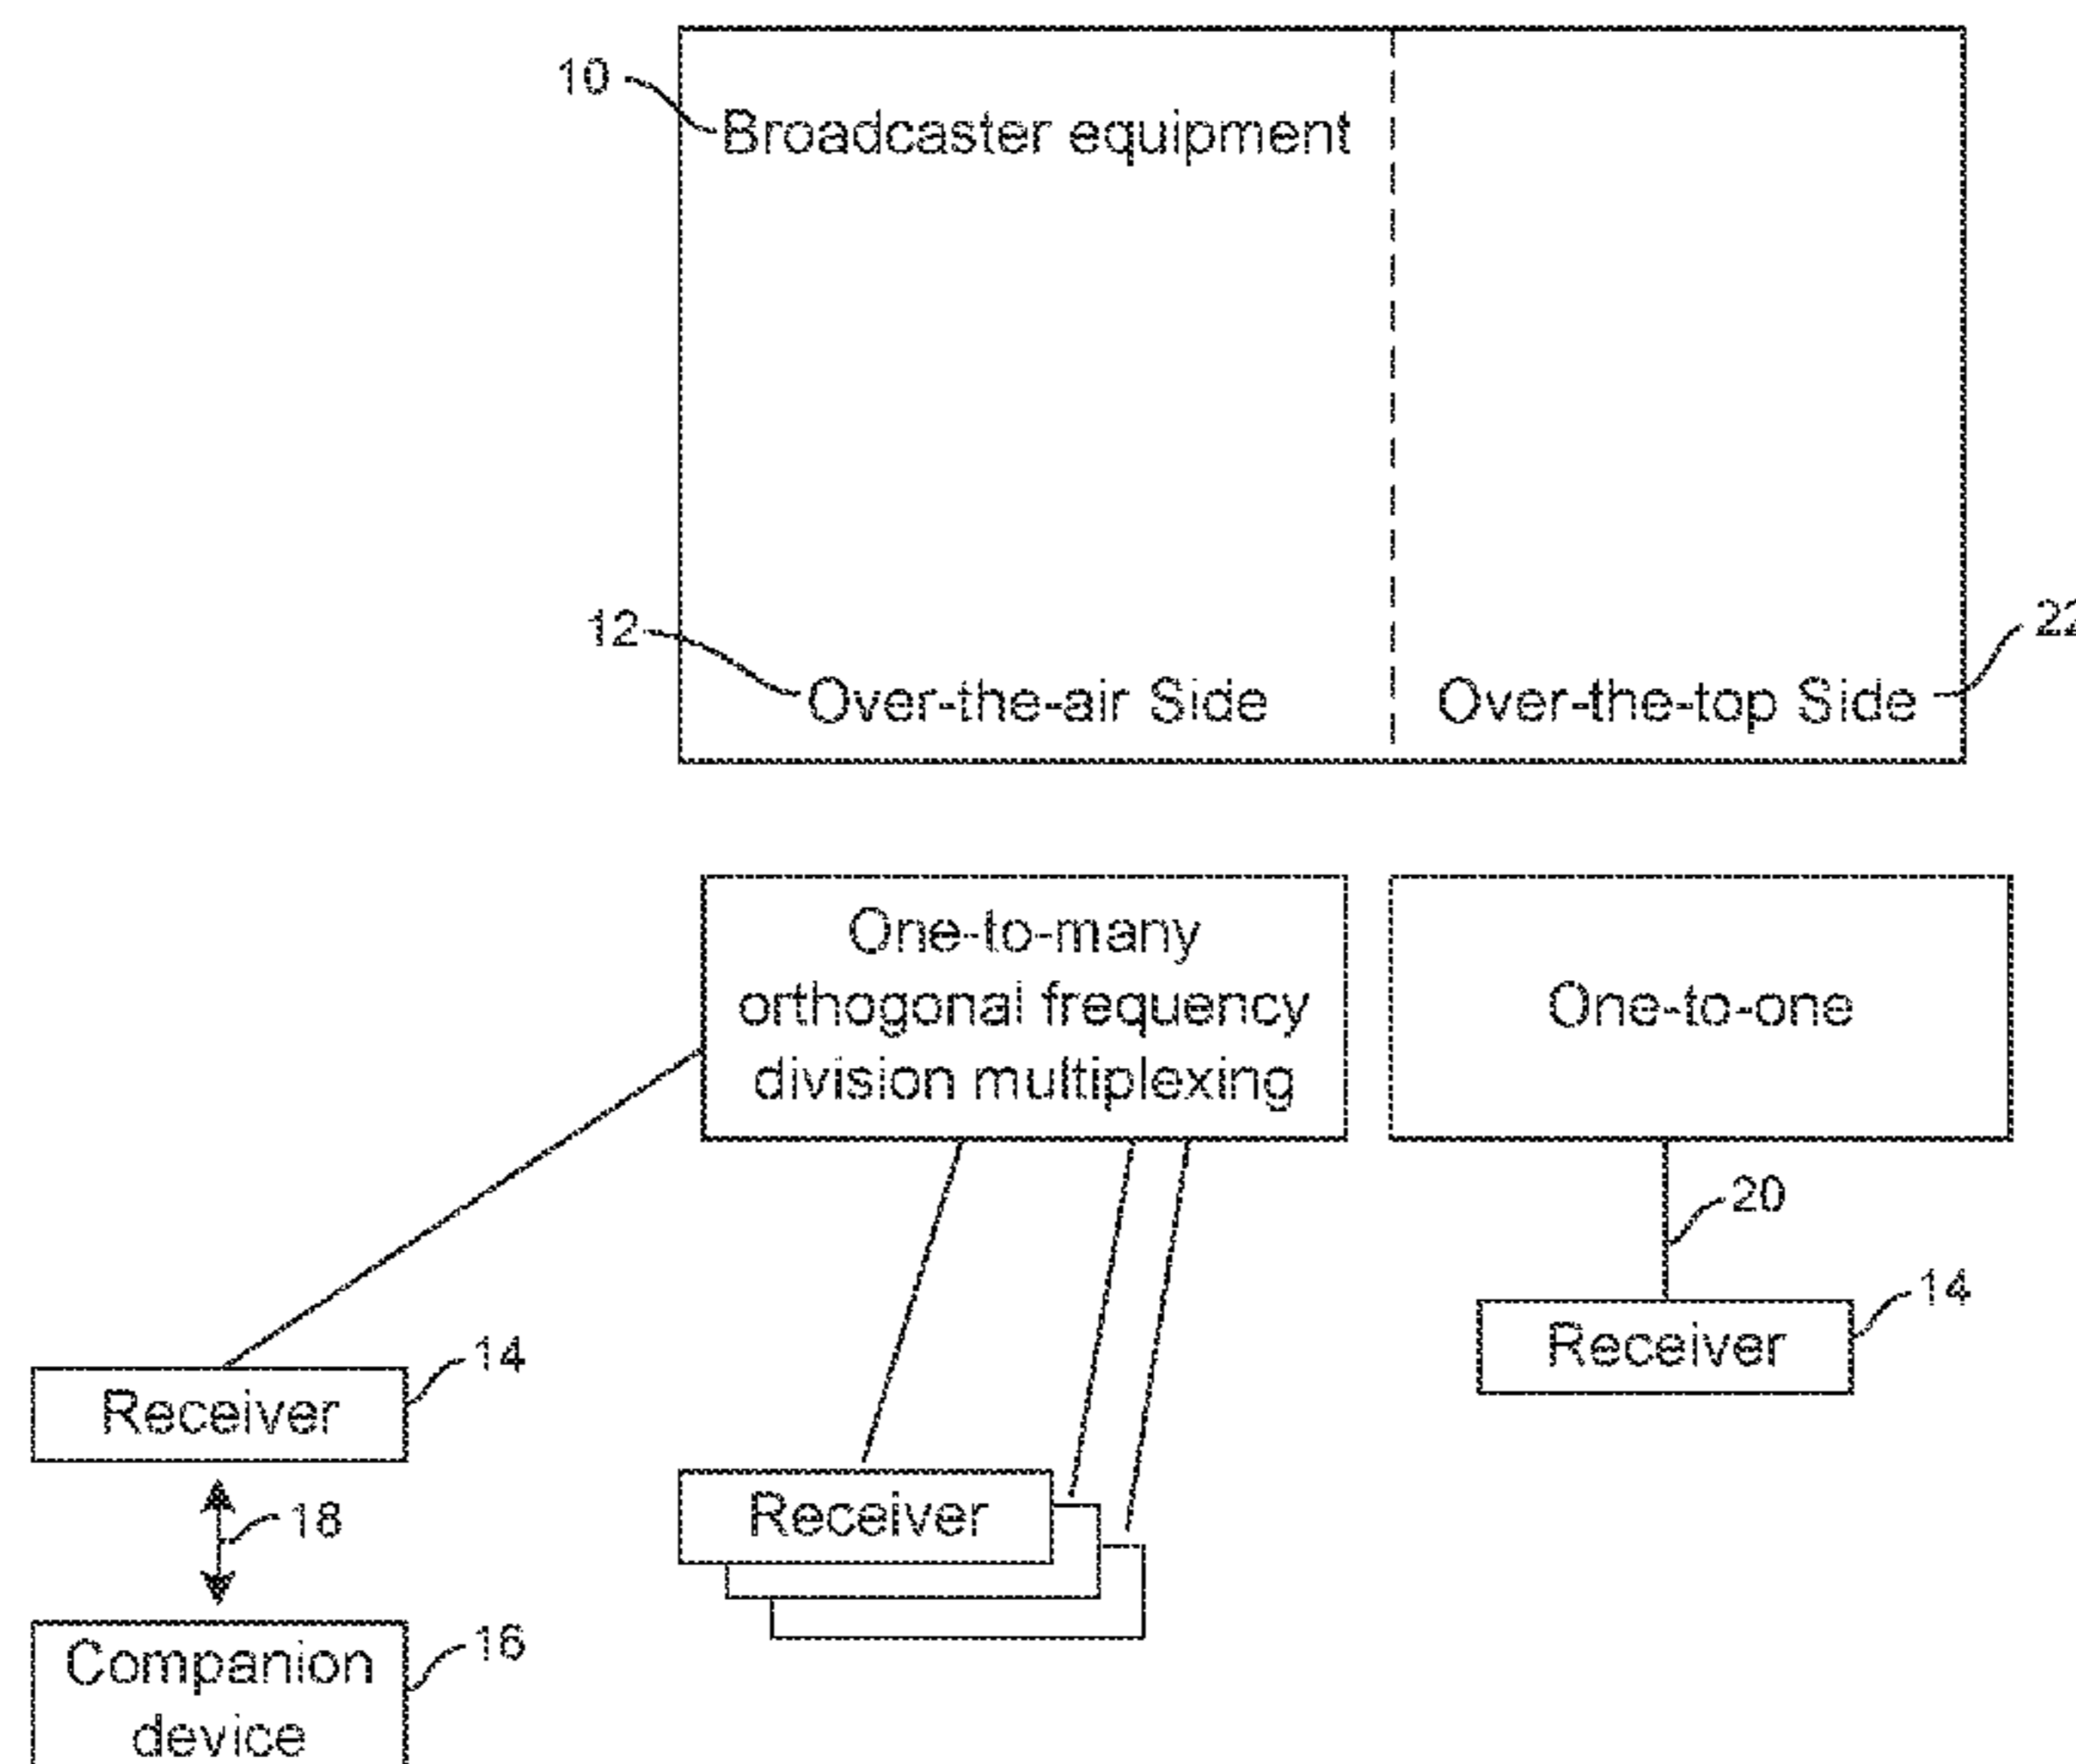 10
Broadcaster equipment
12
22
Over-the-air Side
Over-the-top Side
One-to-many
orthogonal frequency
division multiplexing
One-to-one
20
14
Receiver
14
Receiver
18
Receiver
16
Companion
device